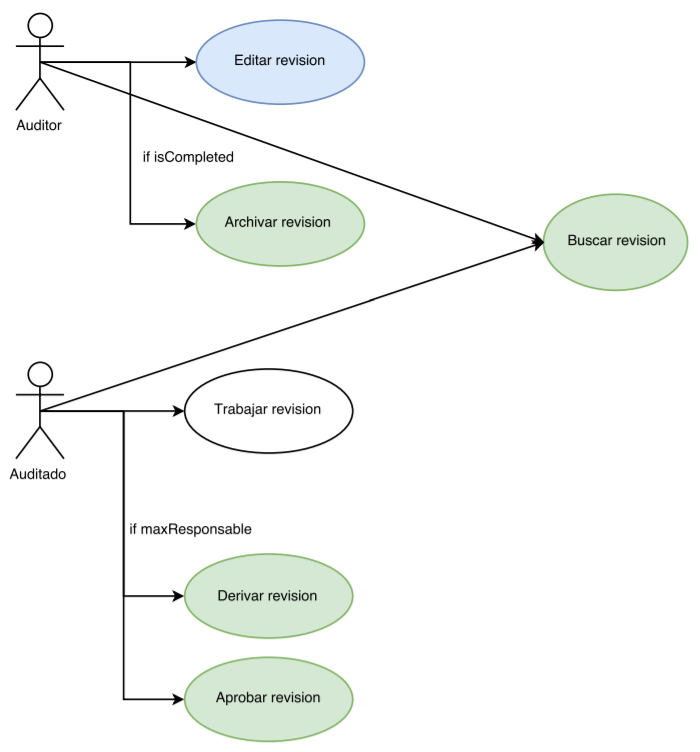 Editar revision
Auditor
if isCompleted
Archivar revision
Buscar revision
Trabajar revision
Auditado
if maxResponsable
Derivar revision
Aprobar revision